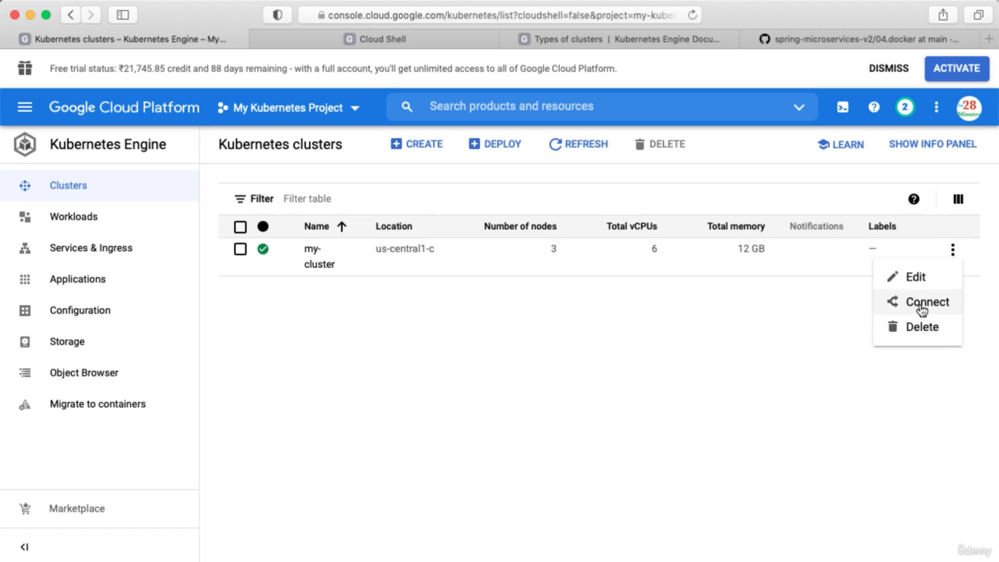 console.cloud.google.com/kubernetes/list?cloudshell=false&project=my-kuber
Kubernetes clusters – Kubernetes Engine – My...
Cloud Shell
Types of clusters | Kubernetes Engine Docu...
spring-microservices-v2/04.docker at main ·...
Free trial status: ₹21,745.85 credit and 88 days remaining - with a full account, you'll get unlimited access to all of Google Cloud Platform.
DISMISS
ACTIVATE
Google Cloud Platform
My Kubernetes Project
Search products and resources
2
28
Minutes
Kubernetes Engine
Kubernetes clusters
CREATE
DEPLOY
REFRESH
DELETE
LEARN
SHOW INFO PANEL
Clusters
Workloads
Services & Ingress
Applications
Configuration
Storage
Object Browser
Migrate to containers
Marketplace
Filter
Filter table
Name
Location
Number of nodes
Total vCPUs
Total memory
Notifications
Labels
my-
cluster
us-central1-c
3
6
12 GB
—
Edit
Connect
Delete
ûdemy